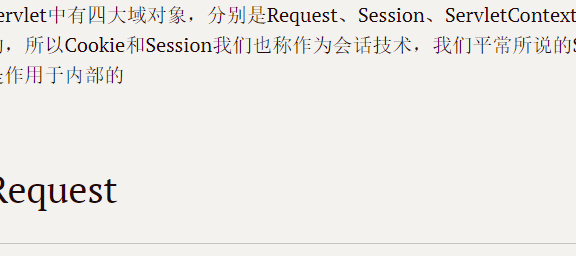 ervlet中有四大域对象，分别是Request、Session、ServletContext
，所以Cookie和Session我们也称作为会话技术，我们平常所说的S
作用于内部的
Request